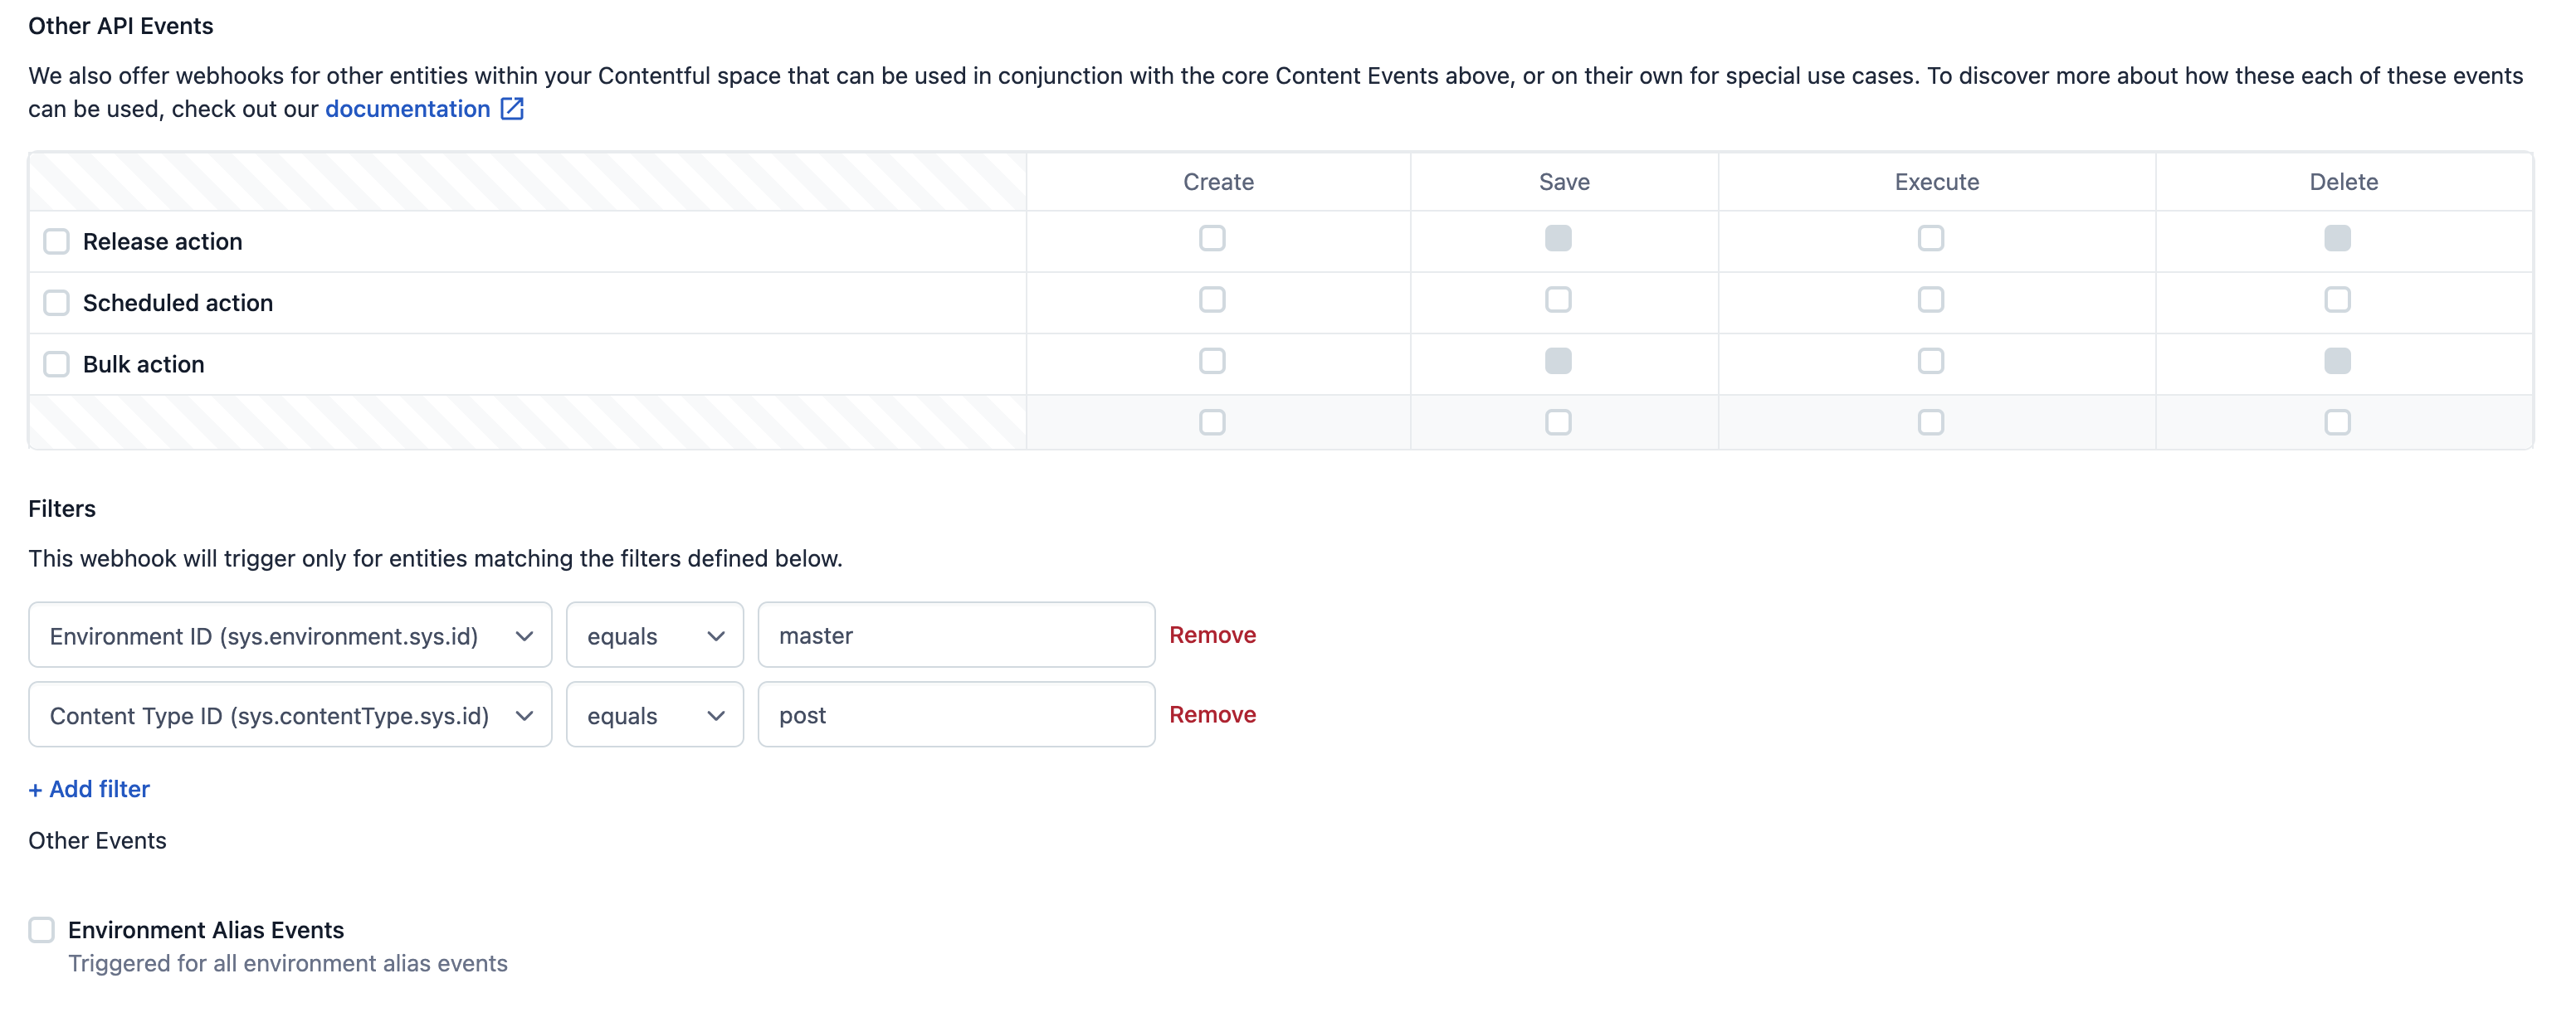 Other API Events
We also offer webhooks for other entities within your Contentful space that can be used in conjunction with the core Content Events above, or on their own for special use cases. To discover more about how these each of these events
can be used, check out our documentation
Create Save Execute Delete
Release action
Scheduled action
Bulk action
Filters
This webhook will trigger only for entities matching the filters defined below.
Environment ID (sys.environment.sys.id) equals master Remove
Content Type ID (sys.contentType.sys.id) equals post Remove
+ Add filter
Other Events
Environment Alias Events
Triggered for all environment alias events